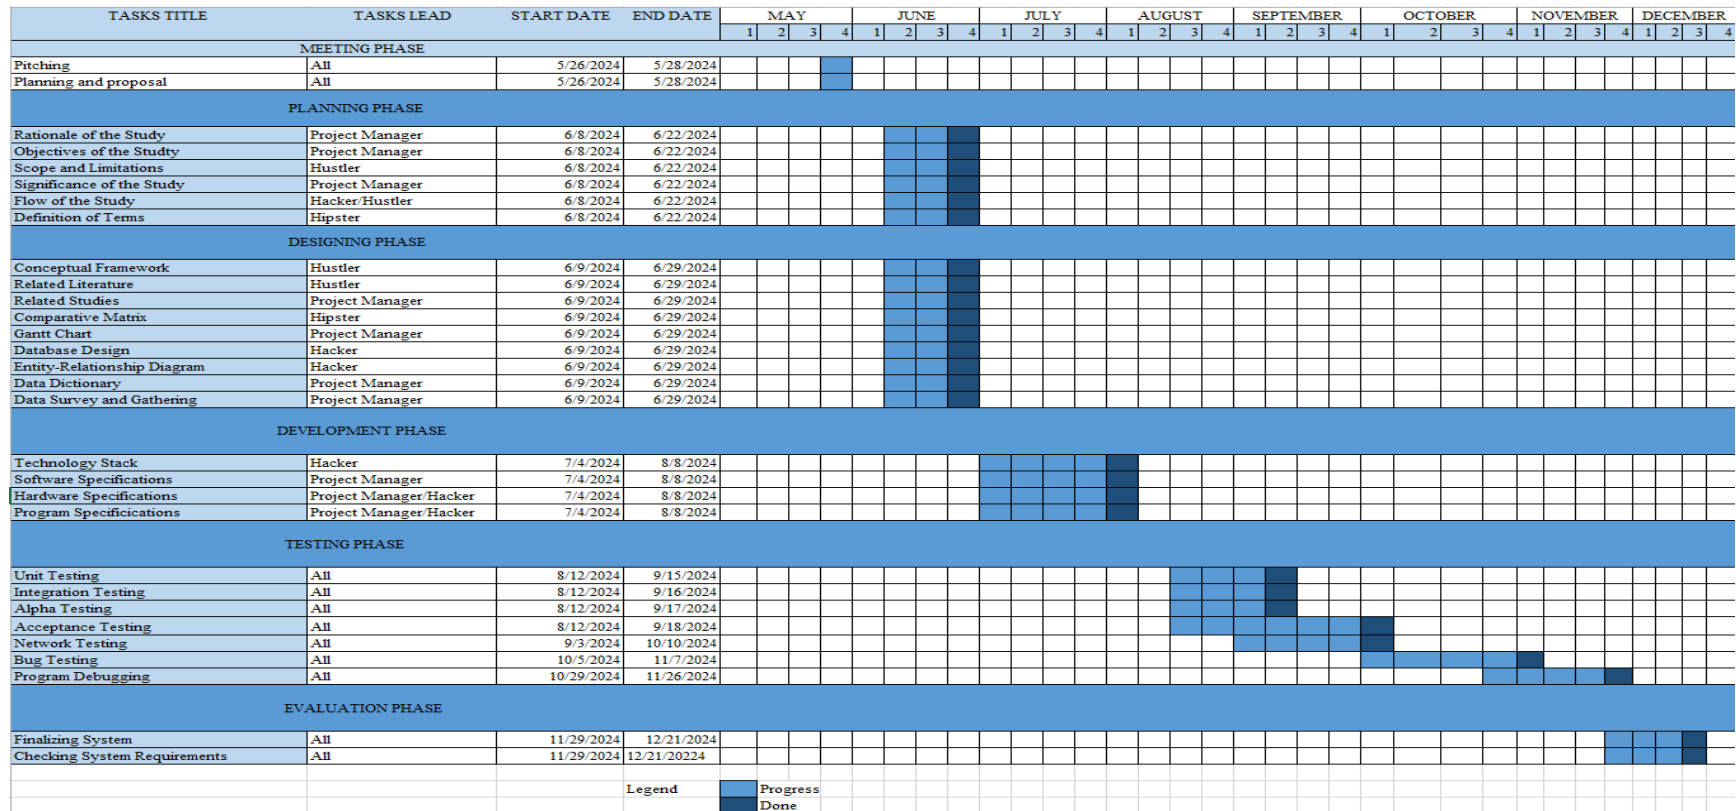 TASKS TITLE TASKS LEAD START DATE END DATE MAY JUNE JULY AUGUST SEPTEMBER OCTOBER NOVEMBER DECEMBER
1 2 3 4 1 2 3 4 1 2 3 4 1 2 3 4 1 2 3 4 1 2 3 4 1 2 3 4 1 2 3 4
MEETING PHASE
Pitching All 5/26/2024 5/28/2024
Planning and proposal All 5/26/2024 5/28/2024
PLANNING PHASE
Rationale of the Study Project Manager 6/8/2024 6/22/2024
Objectives of the Studty Project Manager 6/8/2024 6/22/2024
Scope and Limitations Hustler 6/8/2024 6/22/2024
Significance of the Study Project Manager 6/8/2024 6/22/2024
Flow of the Study Hacker/Hustler 6/8/2024 6/22/2024
Definition of Terms Hipster 6/8/2024 6/22/2024
DESIGNING PHASE
Conceptual Framework Hustler 6/9/2024 6/29/2024
Related Literature Hustler 6/9/2024 6/29/2024
Related Studies Project Manager 6/9/2024 6/29/2024
Comparative Matrix Hipster 6/9/2024 6/29/2024
Gantt Chart Project Manager 6/9/2024 6/29/2024
Database Design Hacker 6/9/2024 6/29/2024
Entity-Relationship Diagram Hacker 6/9/2024 6/29/2024
Data Dictionary Project Manager 6/9/2024 6/29/2024
Data Survey and Gathering Project Manager 6/9/2024 6/29/2024
DEVELOPMENT PHASE
Technology Stack Hacker 7/4/2024 8/8/2024
Software Specifications Project Manager 7/4/2024 8/8/2024
Hardware Specifications Project Manager/Hacker 7/4/2024 8/8/2024
Program Specificications Project Manager/Hacker 7/4/2024 8/8/2024
TESTING PHASE
Unit Testing All 8/12/2024 9/15/2024
Integration Testing All 8/12/2024 9/16/2024
Alpha Testing All 8/12/2024 9/17/2024
Acceptance Testing All 8/12/2024 9/18/2024
Network Testing All 9/3/2024 10/10/2024
Bug Testing All 10/5/2024 11/7/2024
Program Debugging All 10/29/2024 11/26/2024
EVALUATION PHASE
Finalizing System All 11/29/2024 12/21/2024
Checking System Requirements All 11/29/2024 12/21/20224
Legend Progress
Done